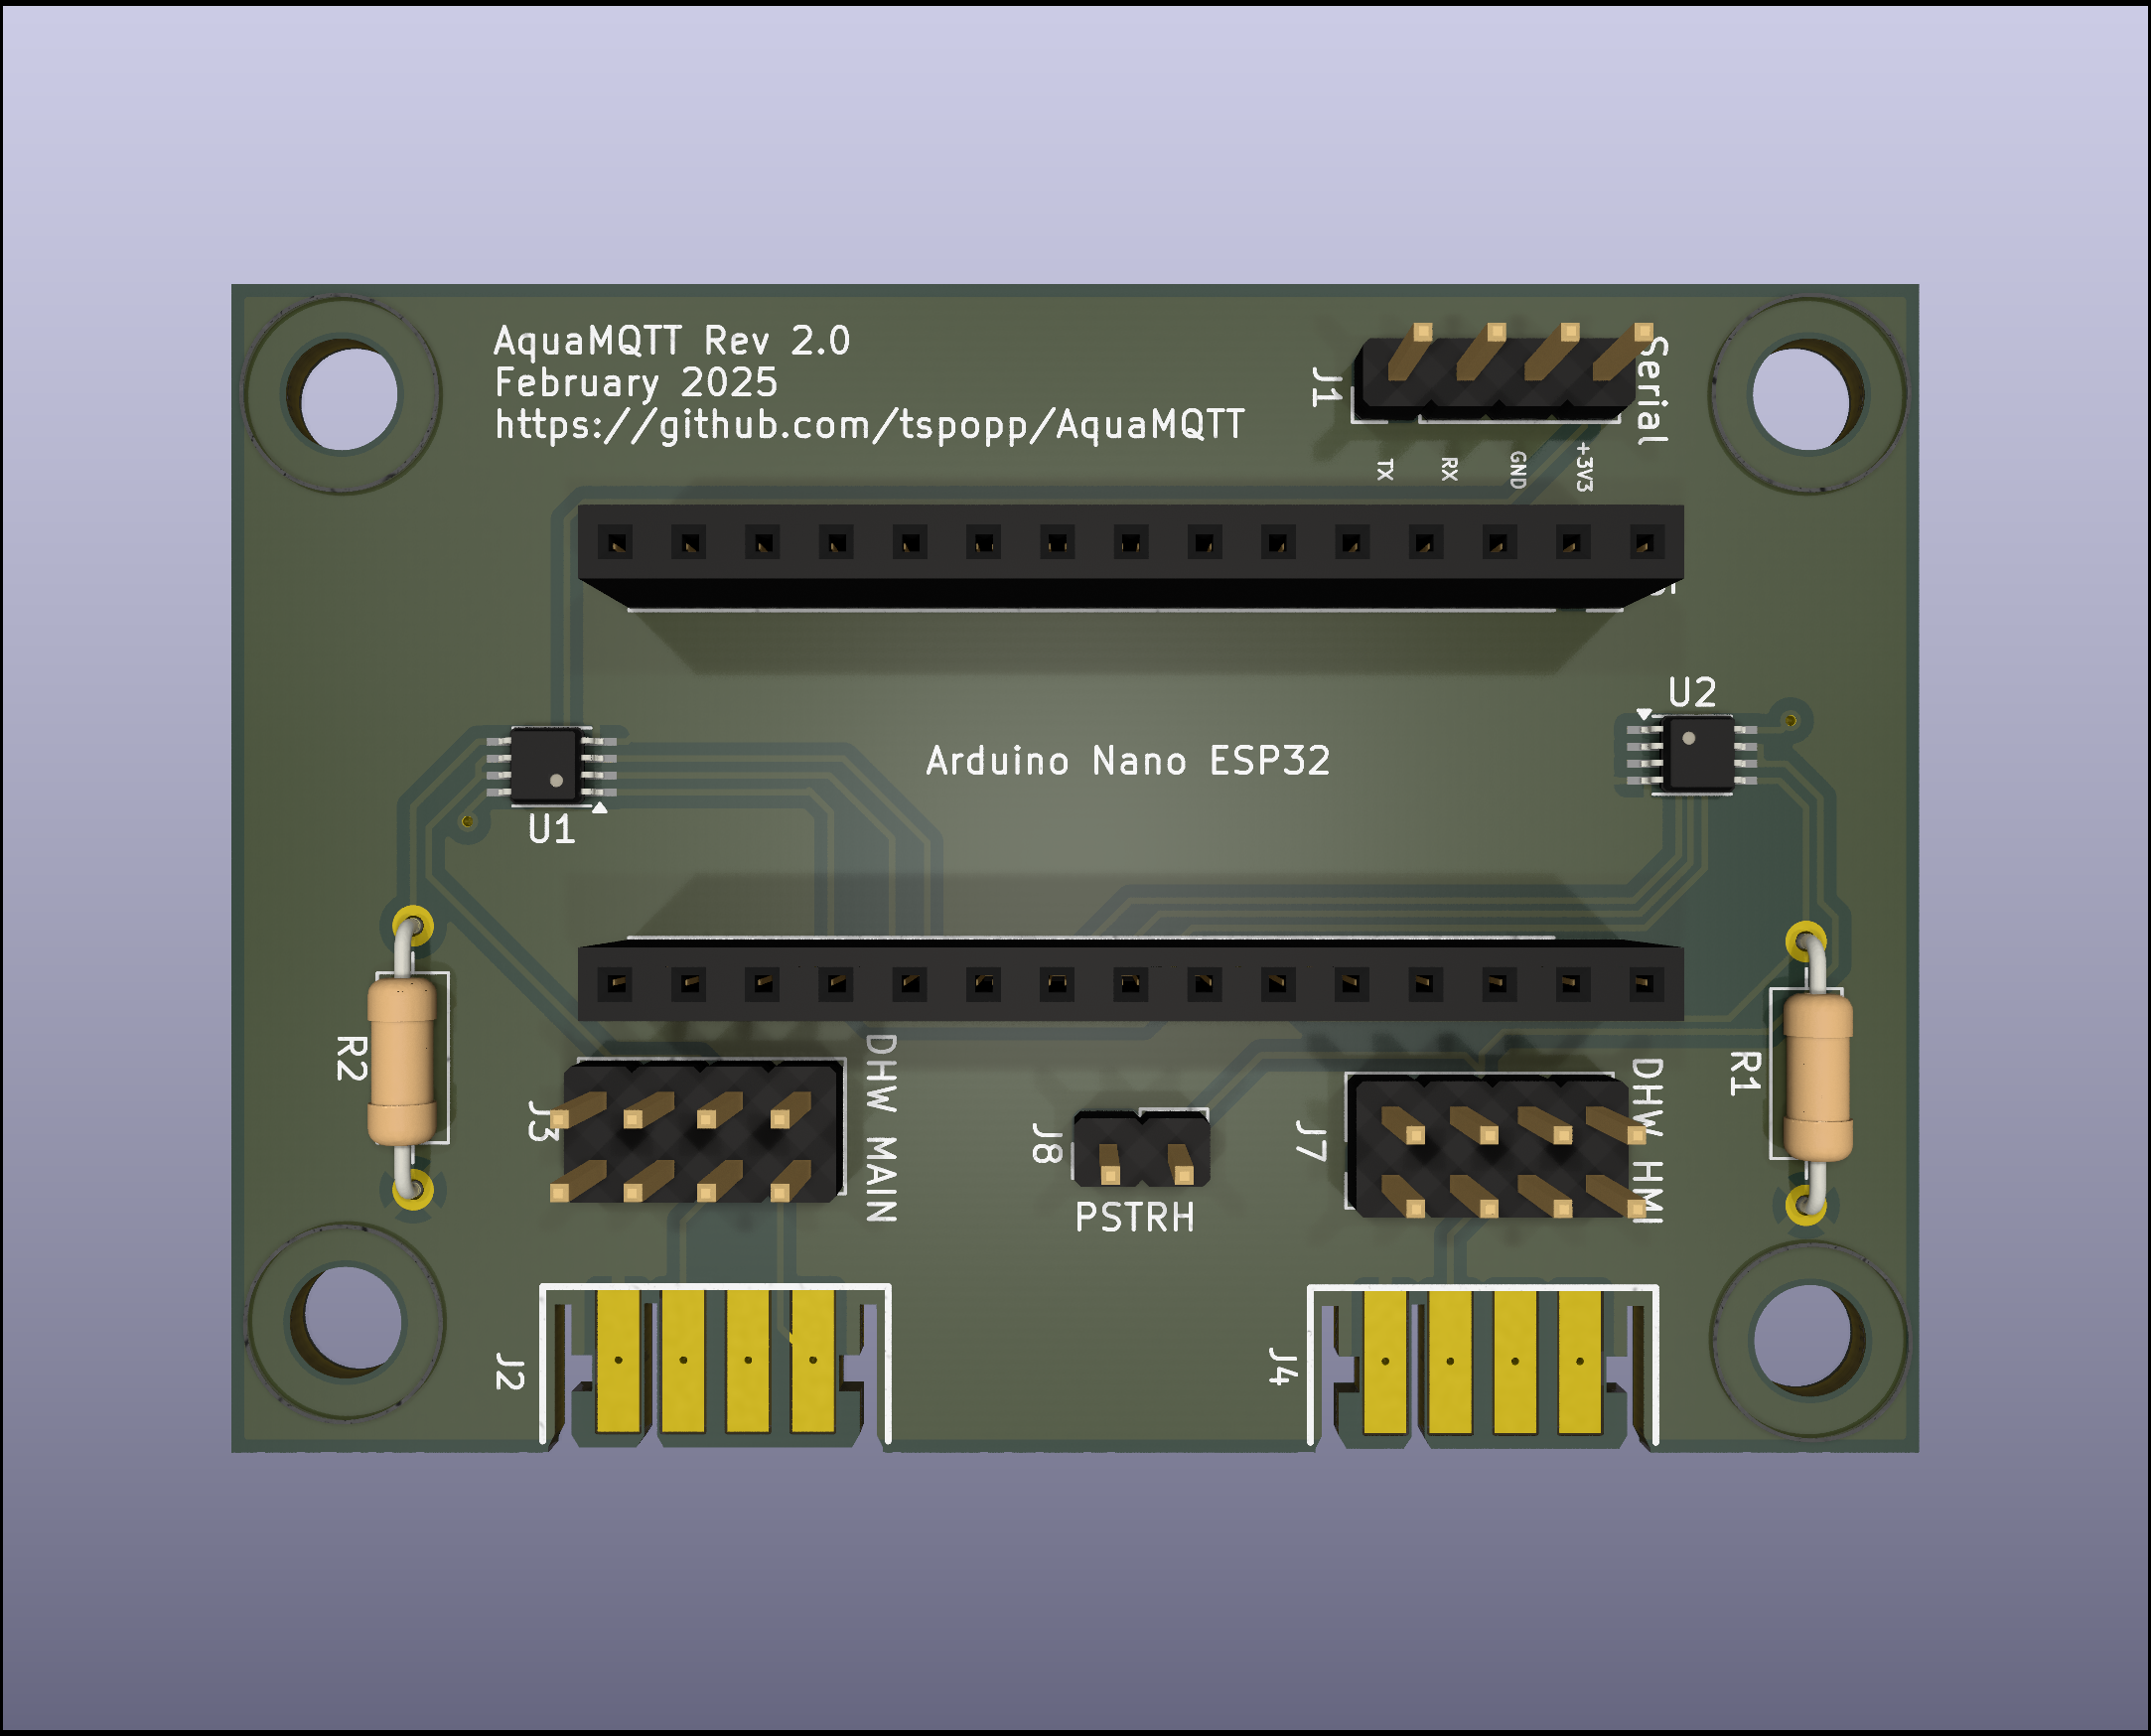 AquaMQTT Rev 2.0
February 2025
https://github.com/tspopp/AquaMQTT
J1
Serial
TX
RX
GND
+3V3
U2
Arduino Nano ESP32
U1
R2
J3
DHW MAIN
J8
PSTRH
J7
DHW HMI
R1
J2
J4